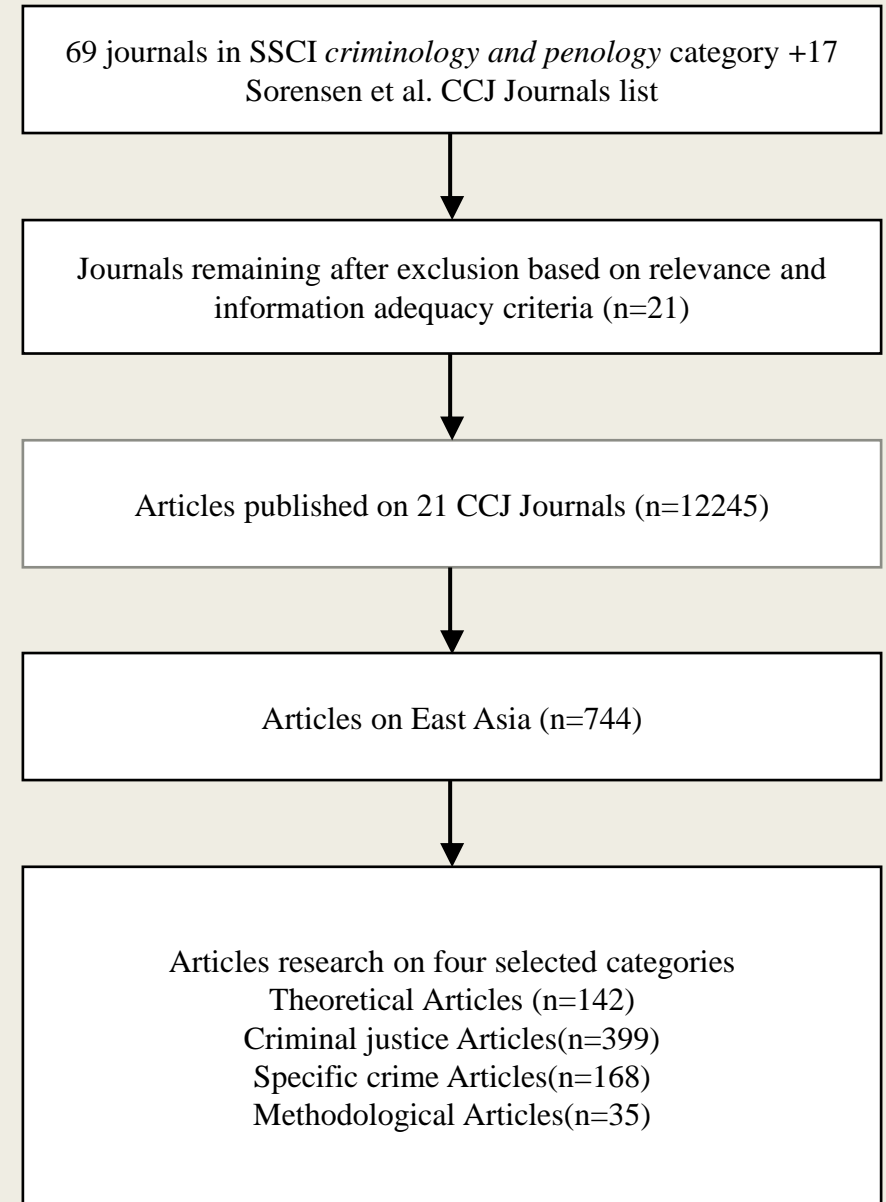 69 journals in SSCI criminology and penology category +17
Sorensen et al. CCJ Journals list
Journals remaining after exclusion based on relevance and
information adequacy criteria (n=21)
Articles published on 21 CCJ Journals (n=12245)
Articles on East Asia (n=744)
Articles research on four selected categories
Theoretical Articles (n=142)
Criminal justice Articles(n=399)
Specific crime Articles(n=168)
Methodological Articles(n=35)